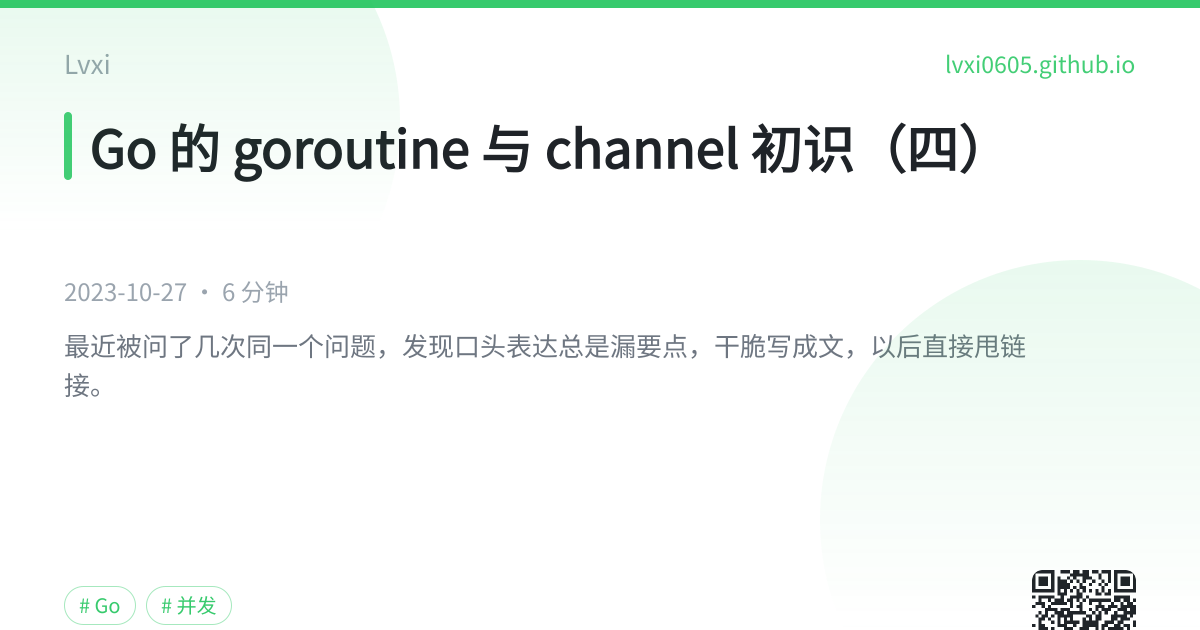 Lvxi
lvxi0605.github.io
Go 的 goroutine 与 channel 初识（四）
2023-10-27 · 6 分钟
最近被问了几次同一个问题，发现口头表达总是漏要点，干脆写成文，以后直接甩链
接。
# Go
# 并发